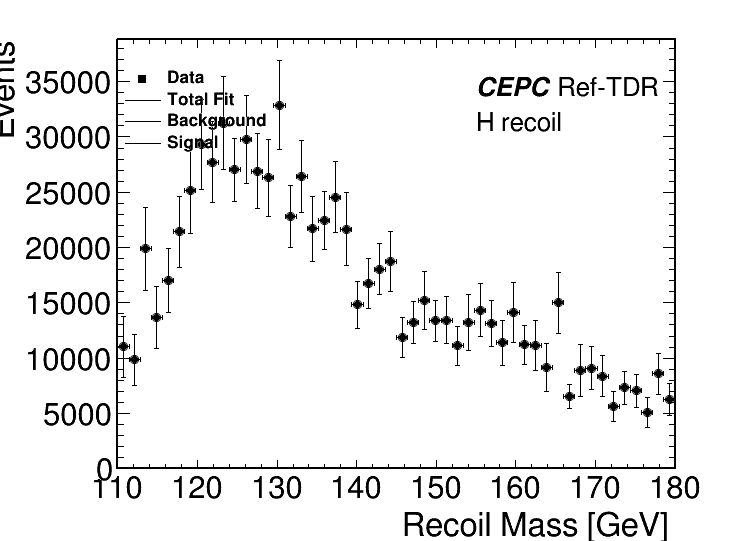 Events
35000
30000
25000
20000
15000
10000
5000
0
Data
Total Fit
Background
Signal
CEPC Ref-TDR
H recoil
110 120 130 140 150 160 170 180
Recoil Mass [GeV]